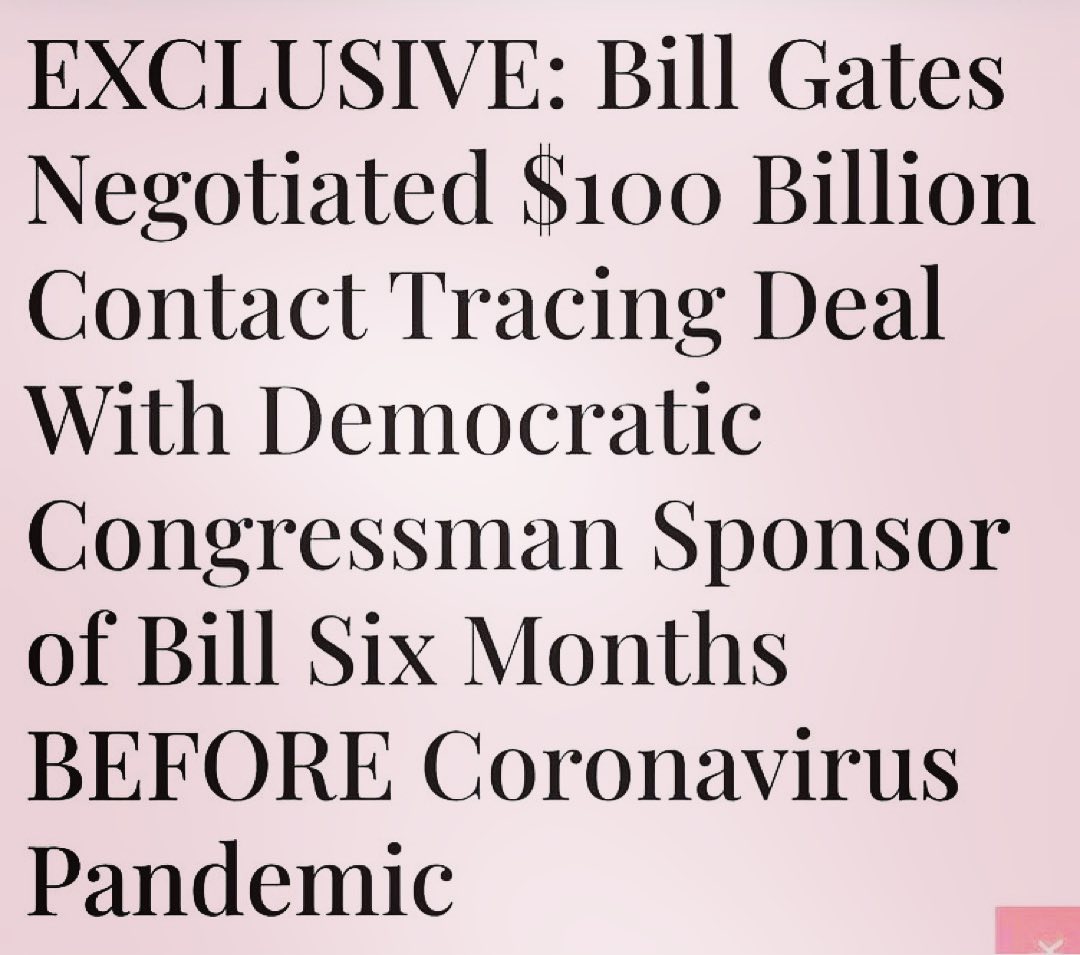 EXCLUSIVE: Bill Gates
Negotiated $100 Billion
Contact Tracing Deal
With Democratic
Congressman Sponsor
of Bill Six Months
BEFORE Coronavirus
Pandemic